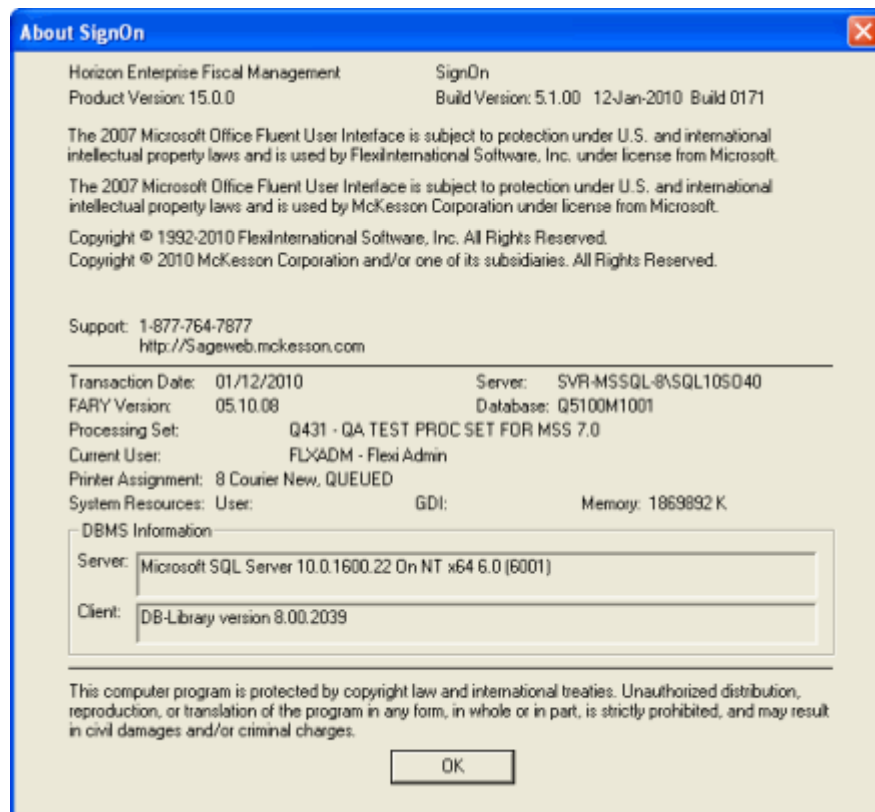 About SignOn
Horizon Enterprise Fiscal Management SignOn
Product Version: 15.0.0 Build Version: 5.1.00 12-Jan-2010 Build 0171
The 2007 Microsoft Office Fluent User Interface is subject to protection under U.S. and international
intellectual property laws and is used by FlexiInternational Software, Inc. under license from Microsoft.
The 2007 Microsoft Office Fluent User Interface is subject to protection under U.S. and international
intellectual property laws and is used by McKesson Corporation under license from Microsoft.
Copyright © 1992-2010 FlexiInternational Software, Inc. All Rights Reserved.
Copyright © 2010 McKesson Corporation and/or one of its subsidiaries. All Rights Reserved.
Support: 1-877-764-7877
http://Sageweb.mckesson.com
Transaction Date: 01/12/2010 Server: SVR-MSSQL-8\SQL10SO40
FARY Version: 05.10.08 Database: Q5100M1001
Processing Set: Q431 - QA TEST PROC SET FOR MSS 7.0
Current User: FLXADM - Flexi Admin
Printer Assignment: 8 Courier New, QUEUED
System Resources: User: GDI: Memory: 1869892 K
DBMS Information
Server: Microsoft SQL Server 10.0.1600.22 On NT x64 6.0 (6001)
Client: DB-Library version 8.00.2039
This computer program is protected by copyright law and international treaties. Unauthorized distribution,
reproduction, or translation of the program in any form, in whole or in part, is strictly prohibited, and may result
in civil damages and/or criminal charges.
OK